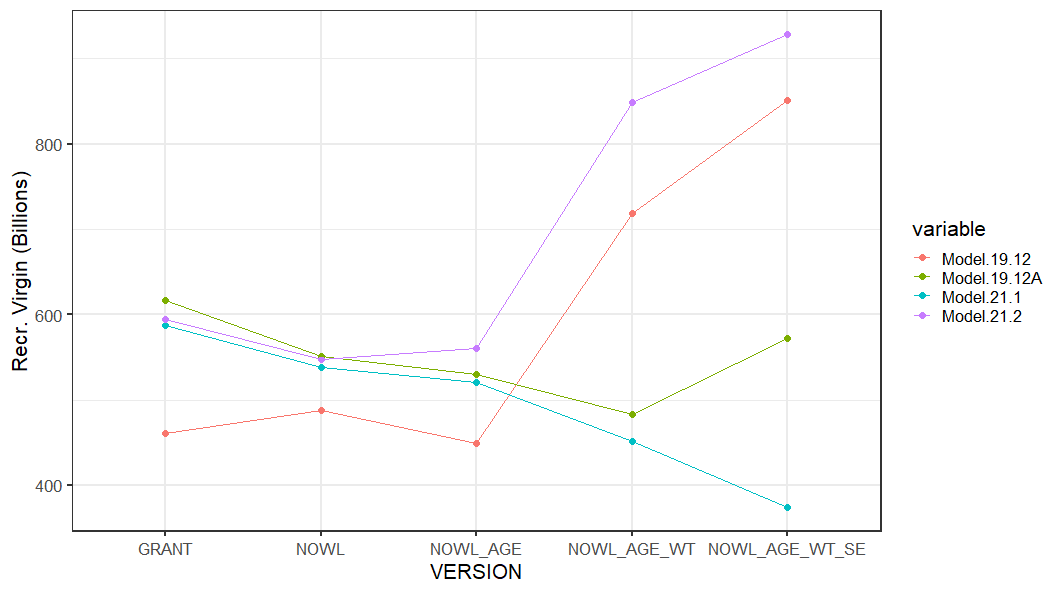 Recr. Virgin (Billions)
800
600
400
GRANT
NOWL
NOWL_AGE
NOWL_AGE_WT
NOWL_AGE_WT_SE
VERSION
variable
Model.19.12
Model.19.12A
Model.21.1
Model.21.2